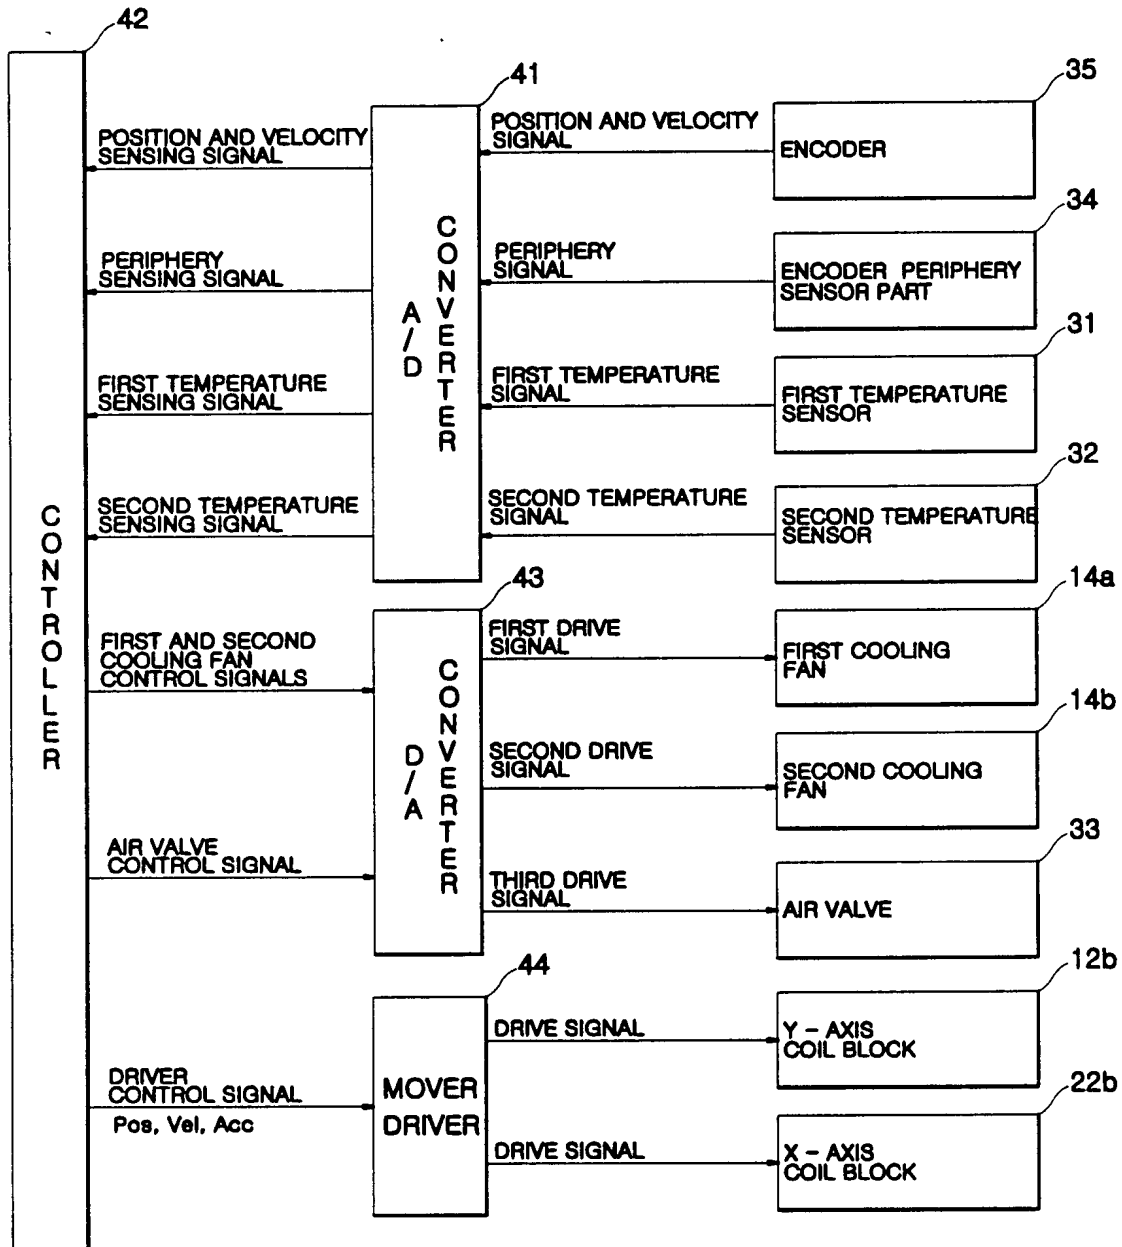 42
41
35
POSITION AND VELOCITY
SENSING SIGNAL
POSITION AND VELOCITY
SIGNAL
ENCODER
34
PERIPHERY
SENSING SIGNAL
PERIPHERY
SIGNAL
ENCODER PERIPHERY
SENSOR PART
A/D
CONVERTER
31
FIRST TEMPERATURE
SENSING SIGNAL
FIRST TEMPERATURE
SIGNAL
FIRST TEMPERATURE
SENSOR
32
SECOND TEMPERATURE
SENSING SIGNAL
SECOND TEMPERATURE
SIGNAL
SECOND TEMPERATURE
SENSOR
CONTROLLER
43
14a
FIRST AND SECOND
COOLING FAN
CONTROL SIGNALS
FIRST DRIVE
SIGNAL
FIRST COOLING
FAN
14b
D/A
CONVERTER
SECOND DRIVE
SIGNAL
SECOND COOLING
FAN
33
AIR VALVE
CONTROL SIGNAL
THIRD DRIVE
SIGNAL
AIR VALVE
44
12b
DRIVE SIGNAL
Y - AXIS
COIL BLOCK
22b
DRIVER
CONTROL SIGNAL
Pos, Vel, Acc
MOVER
DRIVER
DRIVE SIGNAL
X - AXIS
COIL BLOCK